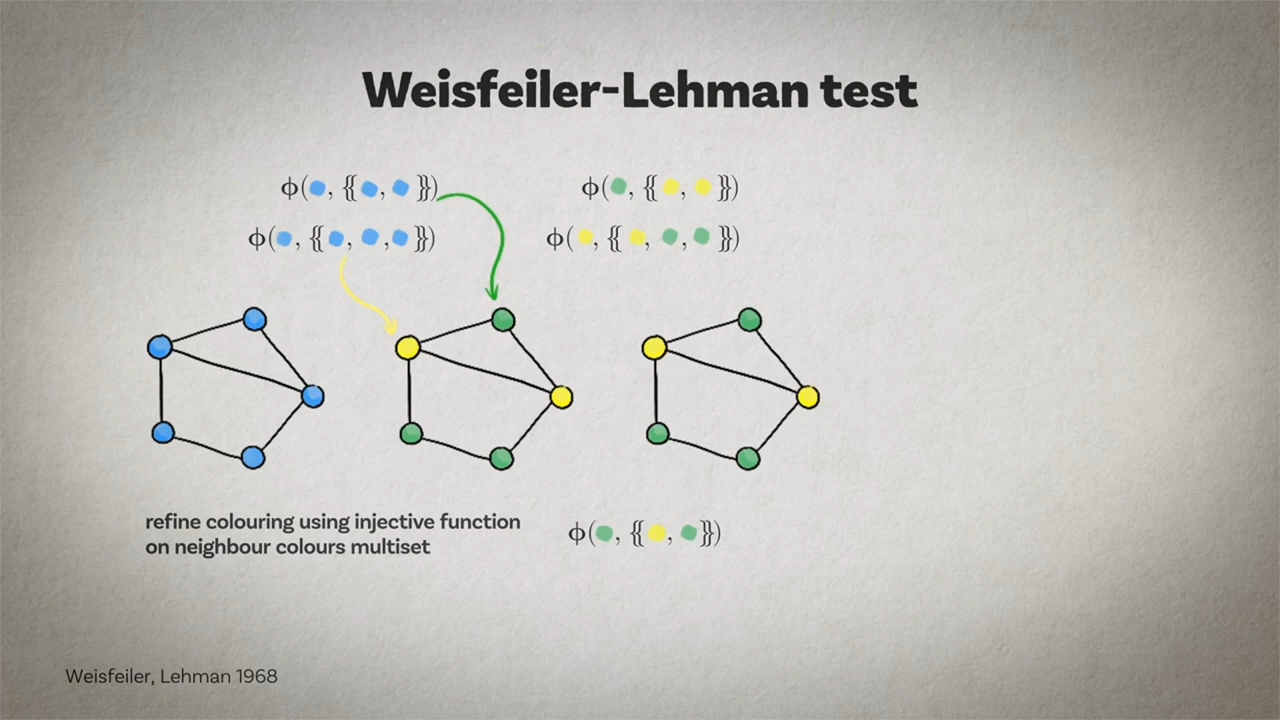 Weisfeiler-Lehman test
ϕ( , {{ , }})
ϕ( , {{ , }})
ϕ( , {{ , , }})
ϕ( , {{ , , }})
refine colouring using injective function
on neighbour colours multiset
ϕ( , {{ , }})
Weisfeiler, Lehman 1968